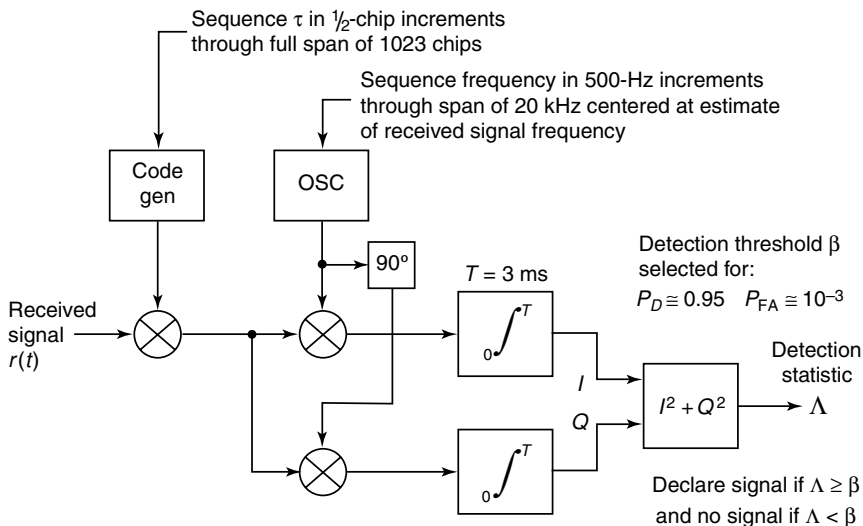 Sequence τ in ½-chip increments
through full span of 1023 chips
Sequence frequency in 500-Hz increments
through span of 20 kHz centered at estimate
of received signal frequency
Code
gen
OSC
90º
T = 3 ms
Detection threshold β
selected for:
P_D ≅ 0.95 P_FA ≅ 10⁻³
Received
signal
r(t)
0∫T
I
Q
0∫T
I² + Q²
Detection
statistic
Λ
Declare signal if Λ ≥ β
and no signal if Λ < β